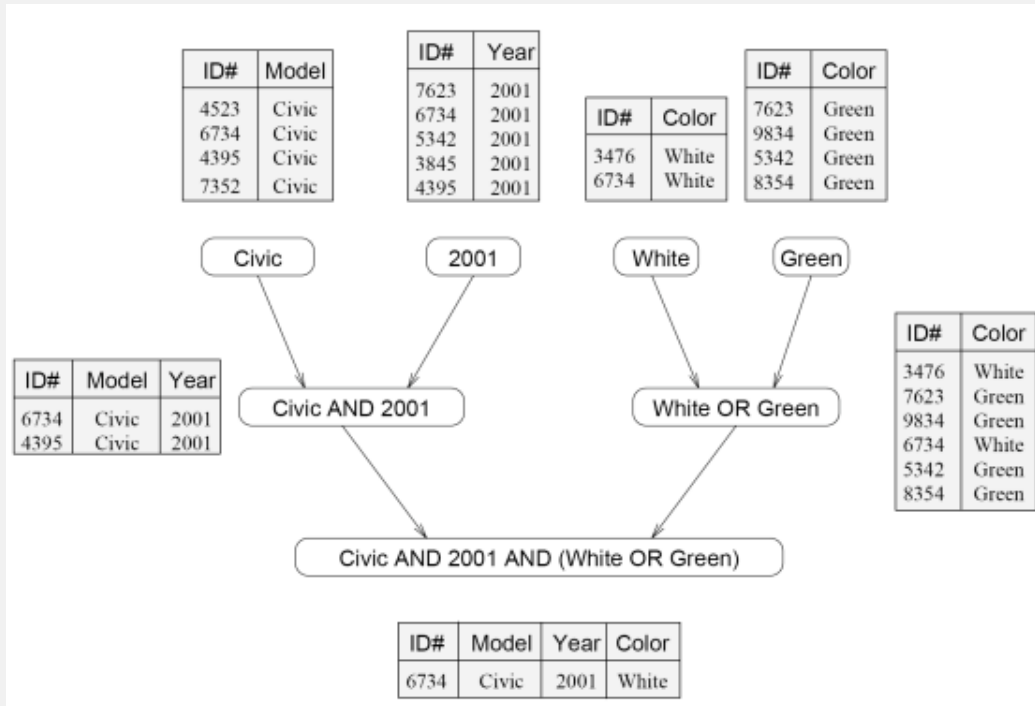 ID# Model
4523 Civic
6734 Civic
4395 Civic
7352 Civic
ID# Year
7623 2001
6734 2001
5342 2001
3845 2001
4395 2001
ID# Color
3476 White
6734 White
ID# Color
7623 Green
9834 Green
5342 Green
8354 Green
Civic
2001
White
Green
ID# Model Year
6734 Civic 2001
4395 Civic 2001
Civic AND 2001
White OR Green
ID# Color
3476 White
7623 Green
9834 Green
6734 White
5342 Green
8354 Green
Civic AND 2001 AND (White OR Green)
ID# Model Year Color
6734 Civic 2001 White